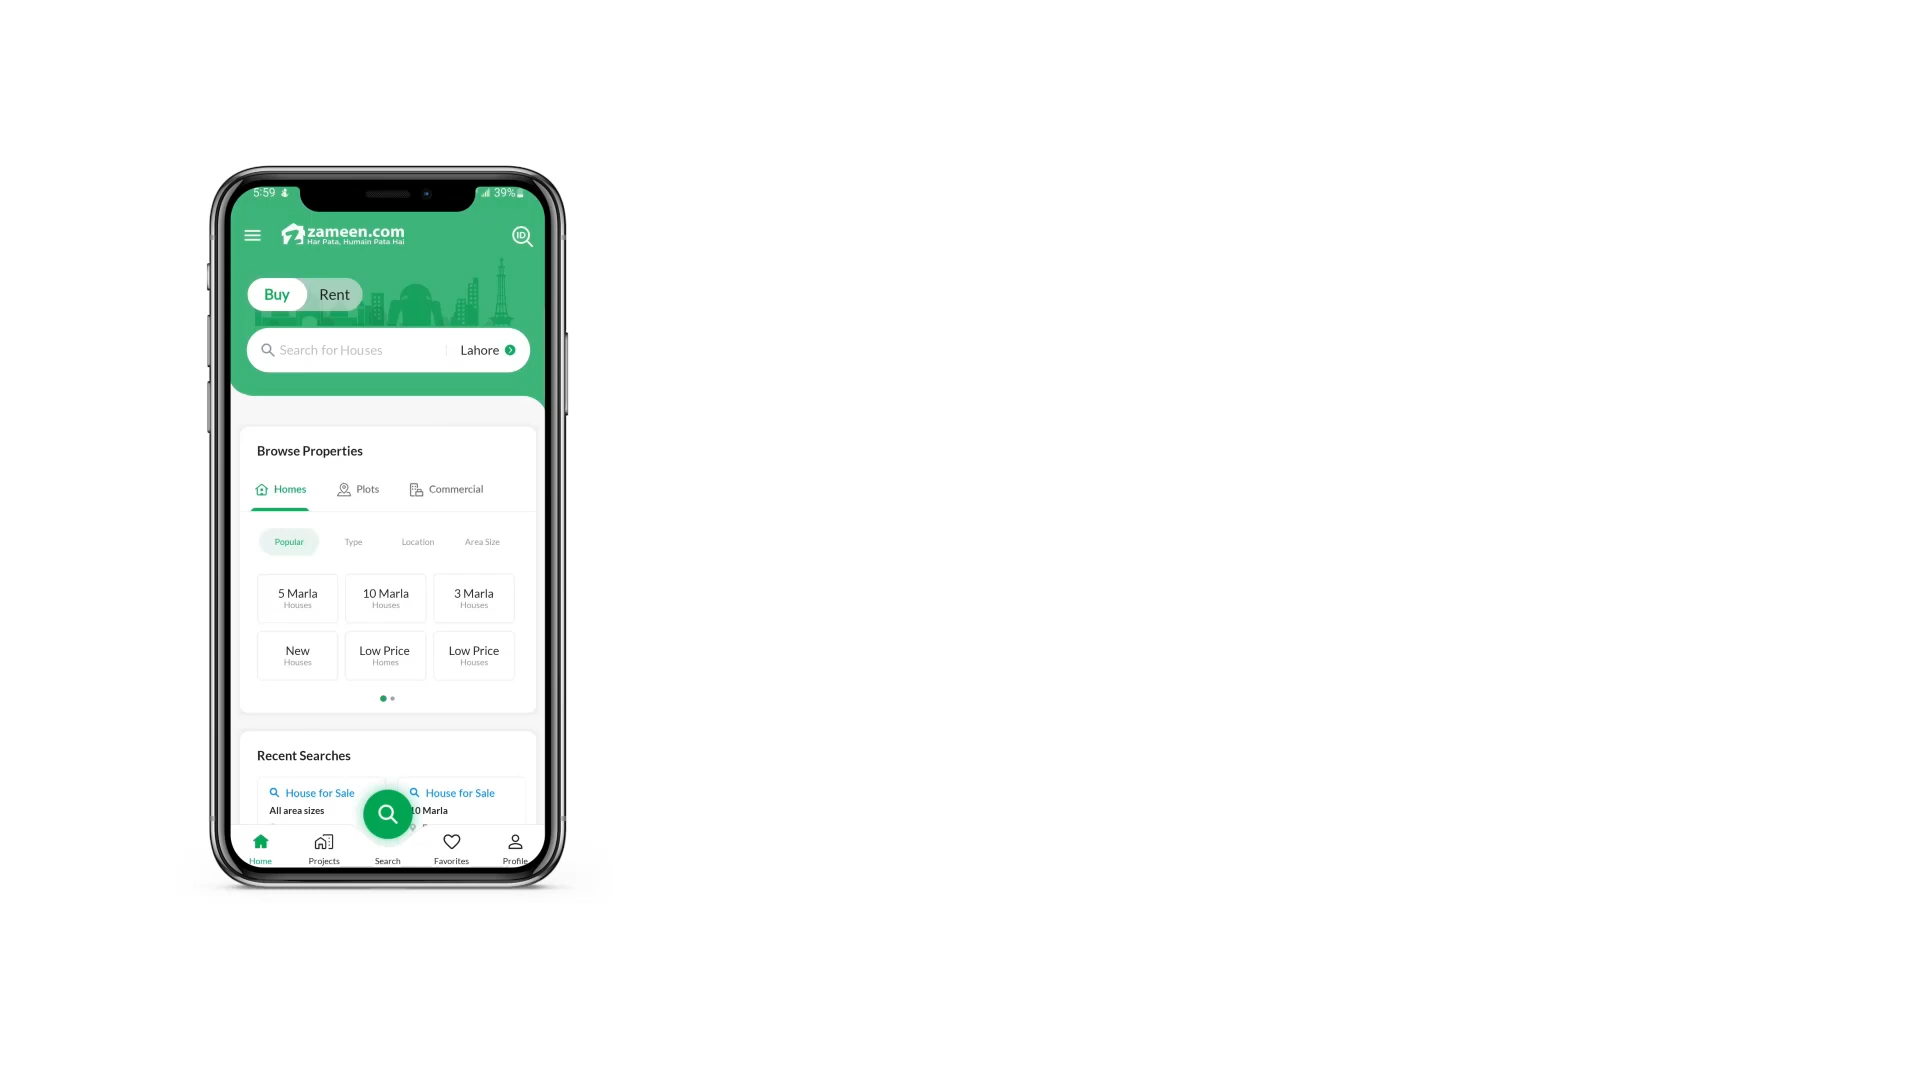 5:59
39%
zameen.com
Har Pata, Humain Pata Hai
ID
Buy Rent
Search for Houses Lahore
Browse Properties
Homes Plots Commercial
Popular Type Location Area Size
5 Marla 10 Marla 3 Marla
Houses Houses Houses
New Low Price Low Price
Houses Homes Houses
Recent Searches
House for Sale House for Sale
All area sizes 10 Marla
Home Projects Search Favorites Profile